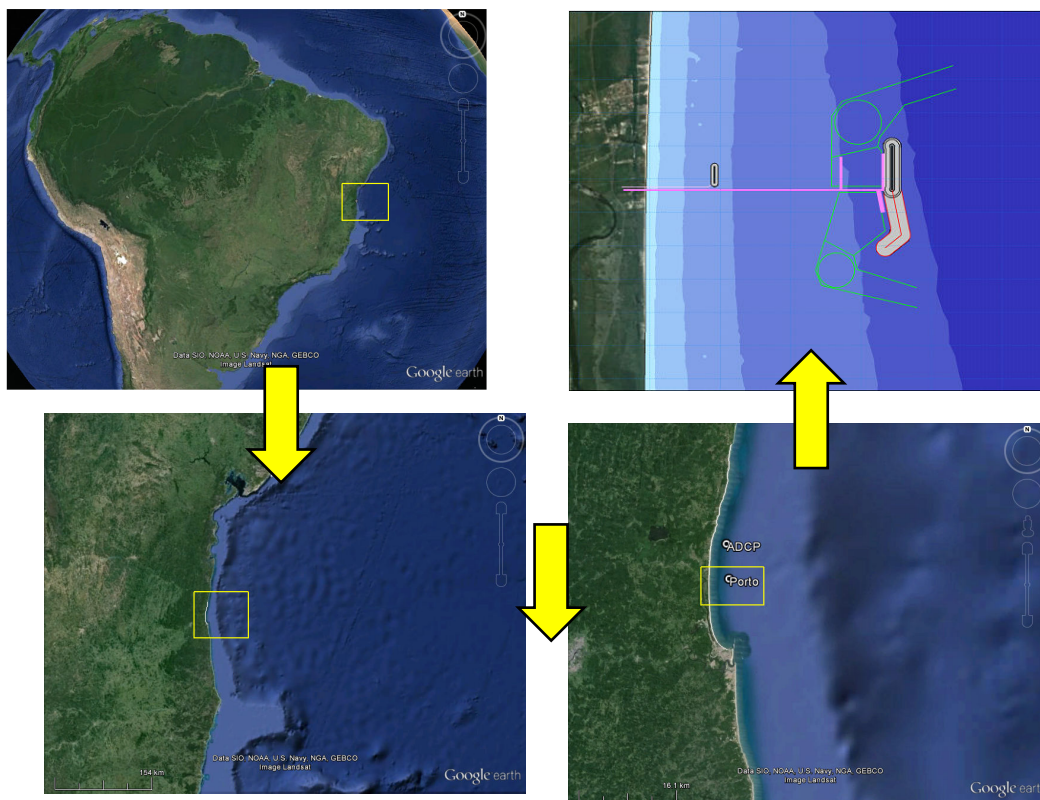 N
Data SIO, NOAA, U.S. Navy, NGA, GEBCO
Image Landsat
Google earth
N
154 km
Data SIO, NOAA, U.S. Navy, NGA, GEBCO
Image Landsat
Google earth
N
ADCP
Porto
16.1 km
Data SIO, NOAA, U.S. Navy, NGA, GEBCO
Image Landsat
Google earth